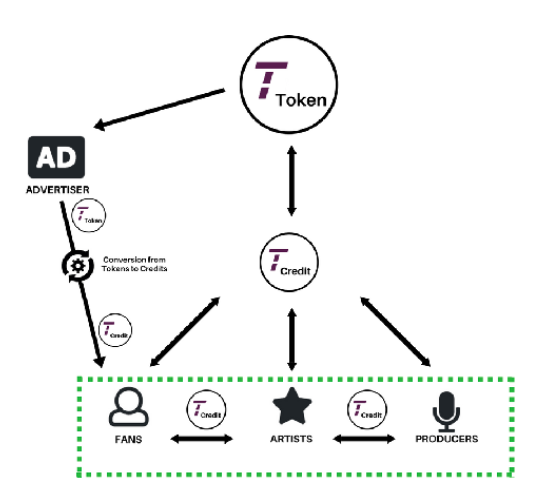 T Token
AD
ADVERTISER
T Token
Conversion from
Tokens to Credits
T Credit
T Credit
T Credit
T Credit
FANS
ARTISTS
PRODUCERS